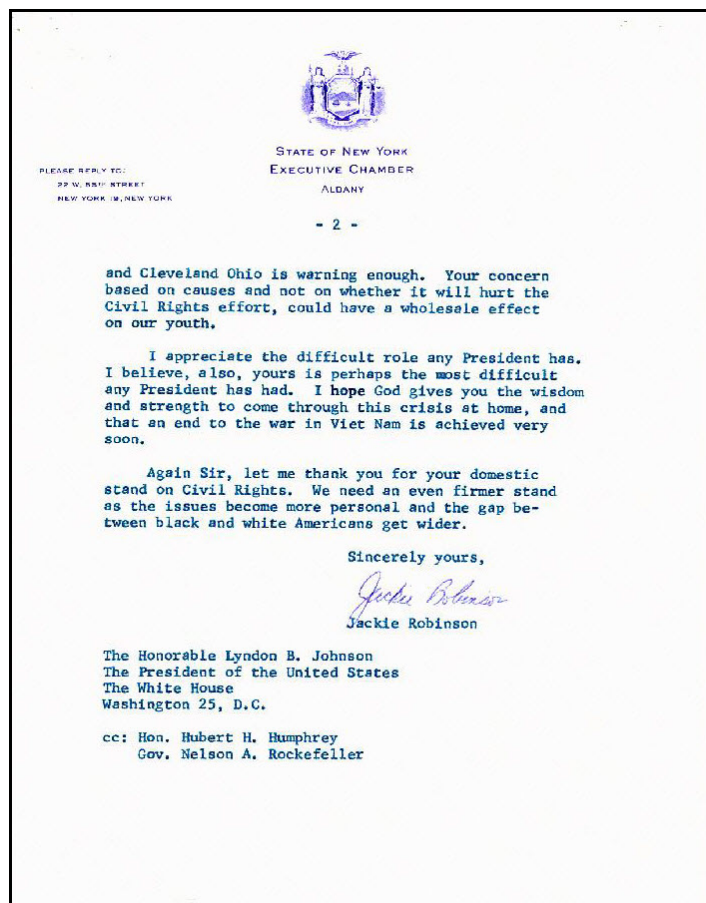 STATE OF NEW YORK
EXECUTIVE CHAMBER
ALBANY
PLEASE REPLY TO:
22 W. 55TH STREET
NEW YORK 19, NEW YORK
- 2 -
and Cleveland Ohio is warning enough. Your concern
based on causes and not on whether it will hurt the
Civil Rights effort, could have a wholesale effect
on our youth.
I appreciate the difficult role any President has.
I believe, also, yours is perhaps the most difficult
any President has had. I hope God gives you the wisdom
and strength to come through this crisis at home, and
that an end to the war in Viet Nam is achieved very
soon.
Again Sir, let me thank you for your domestic
stand on Civil Rights. We need an even firmer stand
as the issues become more personal and the gap be-
tween black and white Americans get wider.
Sincerely yours,
Jackie Robinson
Jackie Robinson
The Honorable Lyndon B. Johnson
The President of the United States
The White House
Washington 25, D.C.
cc: Hon. Hubert H. Humphrey
Gov. Nelson A. Rockefeller